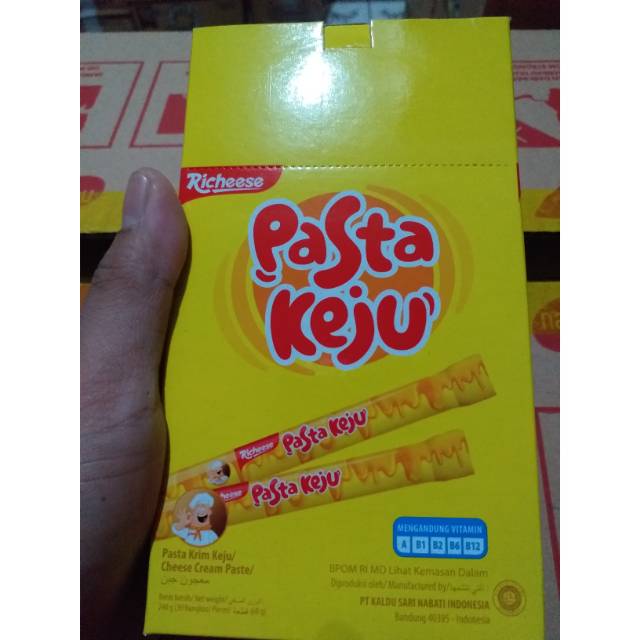 Richeese
Pasta
Keju
Richeese Pasta Keju
Pasta Keju
Pasta Krim Keju/
Cheese Cream Paste/
معجون جبن
MENGANDUNG VITAMIN
A B1 B2 B6 B12
BPOM RI MD Lihat Kemasan Dalam
Diproduksi oleh/ Manufactured by/
PT KALDU SARI NABATI INDONESIA
Bandung 40395 - Indonesia